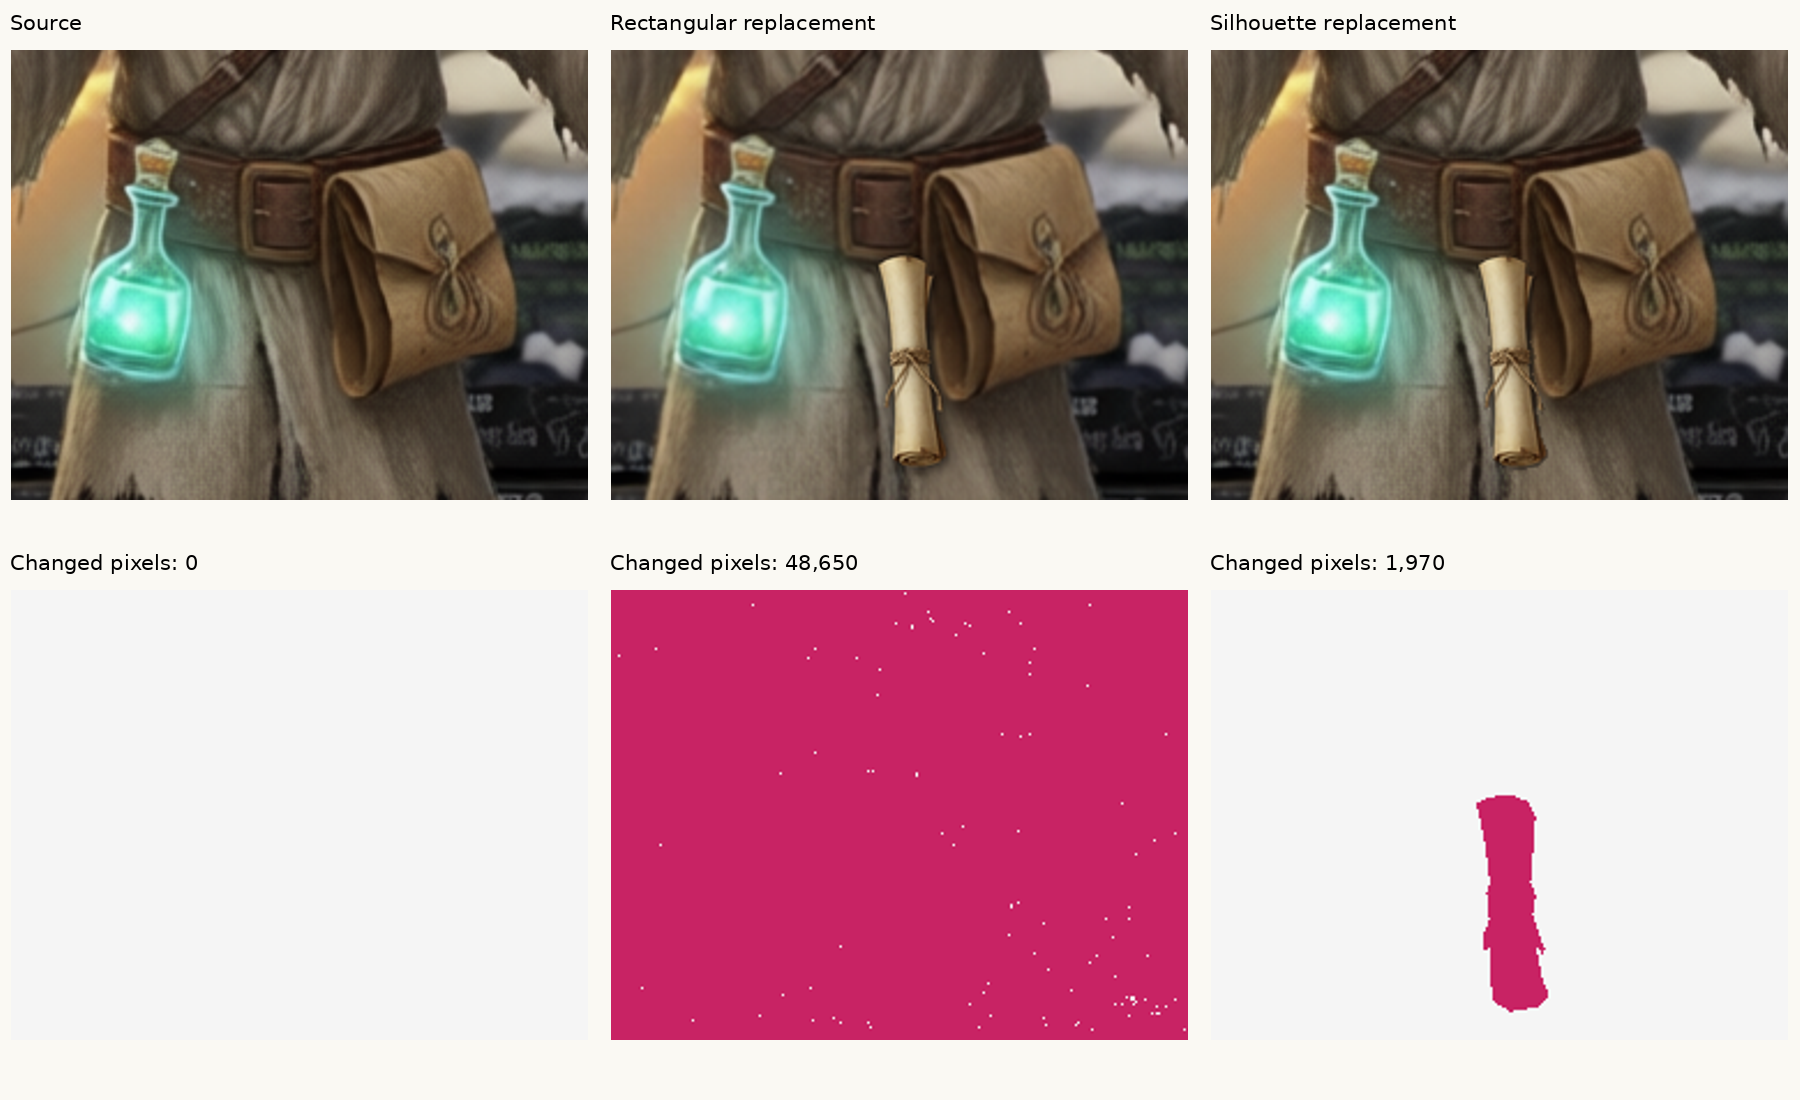 Source
Rectangular replacement
Silhouette replacement
Changed pixels: 0
Changed pixels: 48,650
Changed pixels: 1,970